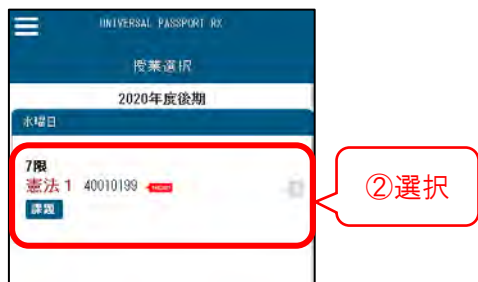 UNIVERSAL PASSPORT RX
授業選択
2020年度後期
水曜日
7限
憲法1 40010199
課題
②選択